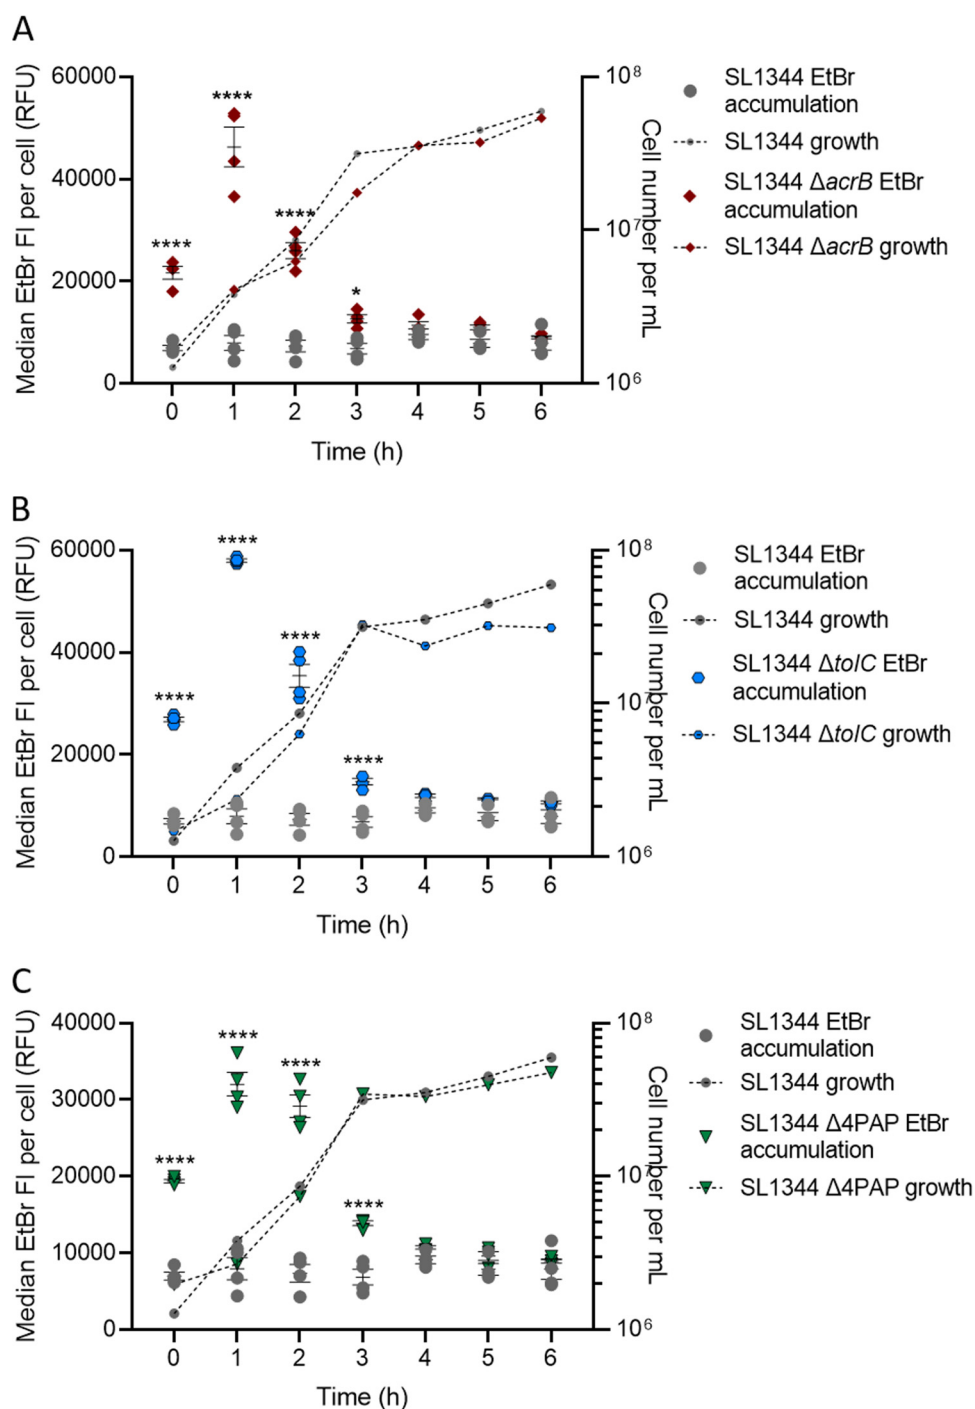 A
Median EtBr FI per cell (RFU)
60000
40000
20000
0
****
****
****
*
0 1 2 3 4 5 6
Time (h)
10⁸
10⁷
10⁶
Cell number per mL
SL1344 EtBr
accumulation
SL1344 growth
SL1344 ΔacrB EtBr
accumulation
SL1344 ΔacrB growth
B
Median EtBr FI per cell (RFU)
60000
40000
20000
0
****
****
****
****
0 1 2 3 4 5 6
Time (h)
10⁸
10⁷
10⁶
Cell number per mL
SL1344 EtBr
accumulation
SL1344 growth
SL1344 ΔtolC EtBr
accumulation
SL1344 ΔtolC growth
C
Median EtBr FI per cell (RFU)
40000
30000
20000
10000
0
****
****
****
****
0 1 2 3 4 5 6
Time (h)
10⁸
10⁷
10⁶
Cell number per mL
SL1344 EtBr
accumulation
SL1344 growth
SL1344 Δ4PAP EtBr
accumulation
SL1344 Δ4PAP growth